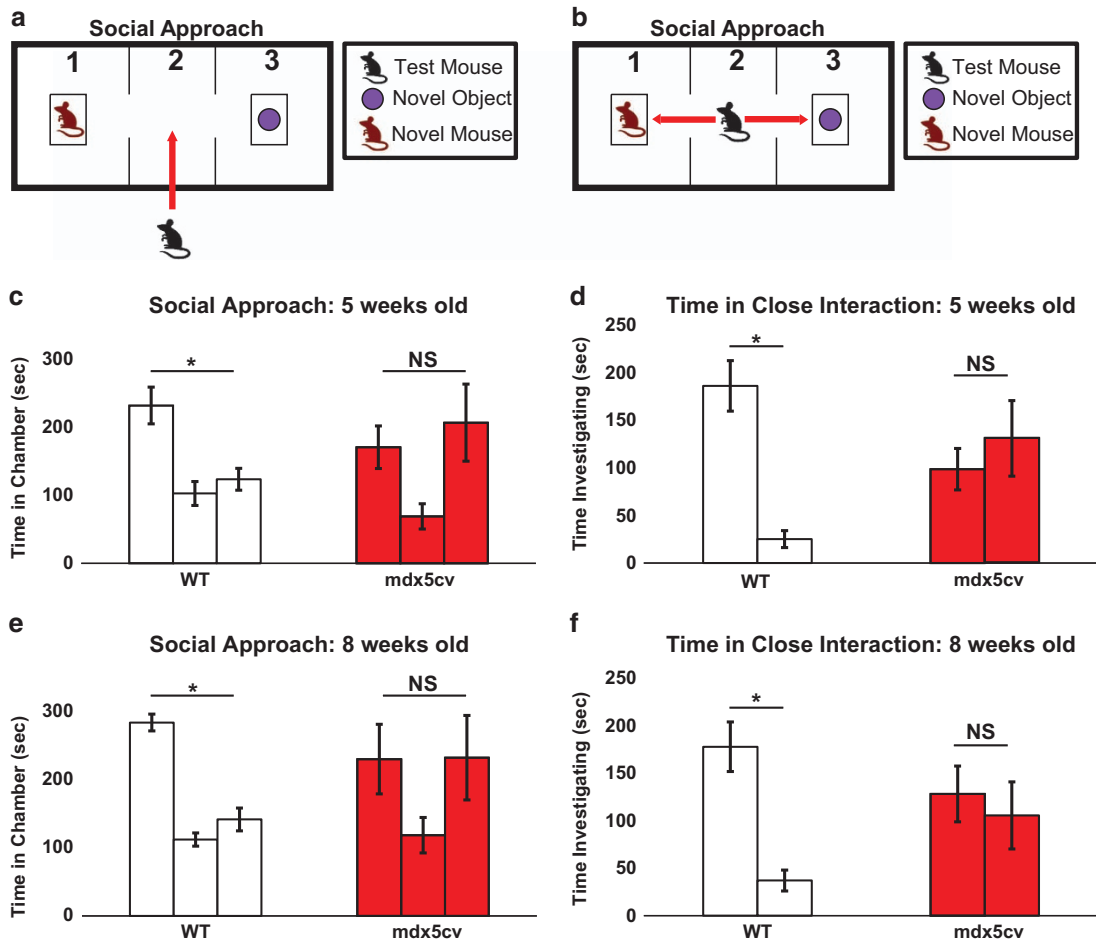 a
Social Approach
1 2 3
Test Mouse
Novel Object
Novel Mouse
b
Social Approach
1 2 3
Test Mouse
Novel Object
Novel Mouse
c
Social Approach: 5 weeks old
Time in Chamber (sec)
300
200
100
0
*
NS
WT mdx5cv
d
Time in Close Interaction: 5 weeks old
Time Investigating (sec)
250
200
150
100
50
0
*
NS
WT mdx5cv
e
Social Approach: 8 weeks old
Time in Chamber (sec)
300
200
100
0
*
NS
WT mdx5cv
f
Time in Close Interaction: 8 weeks old
Time Investigating (sec)
250
200
150
100
50
0
*
NS
WT mdx5cv